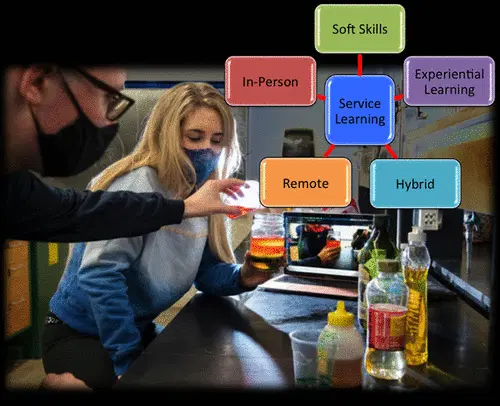 Soft Skills
In-Person
Experiential
Learning
Service
Learning
Remote
Hybrid